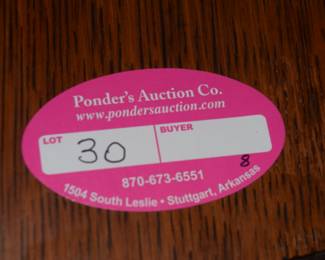 Ponder's Auction Co.
www.pondersauction.com
LOT 30 BUYER
8
870-673-6551
1504 South Leslie • Stuttgart, Arkansas